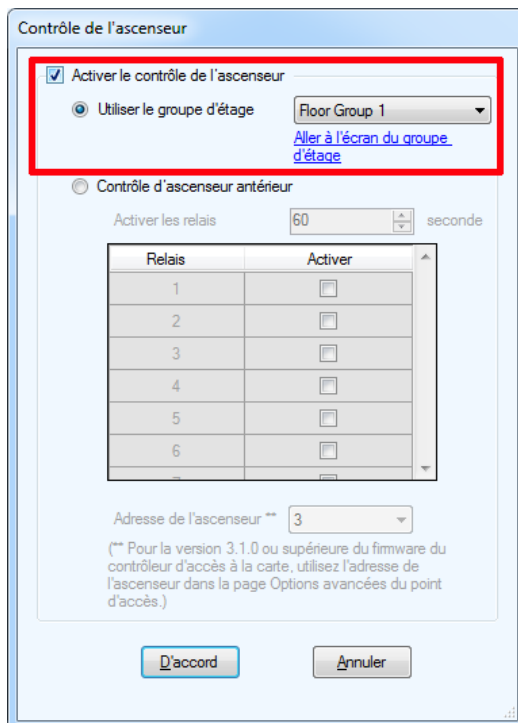 Contrôle de l'ascenseur
Activer le contrôle de l'ascenseur
Utiliser le groupe d'étage Floor Group 1
Aller à l'écran du groupe
d'étage
Contrôle d'ascenseur antérieur
Activer les relais 60 seconde
Relais Activer
1
2
3
4
5
6
Adresse de l'ascenseur ** 3
(** Pour la version 3.1.0 ou supérieure du firmware du
contrôleur d'accès à la carte, utilisez l'adresse de
l'ascenseur dans la page Options avancées du point
d'accès.)
D'accord Annuler